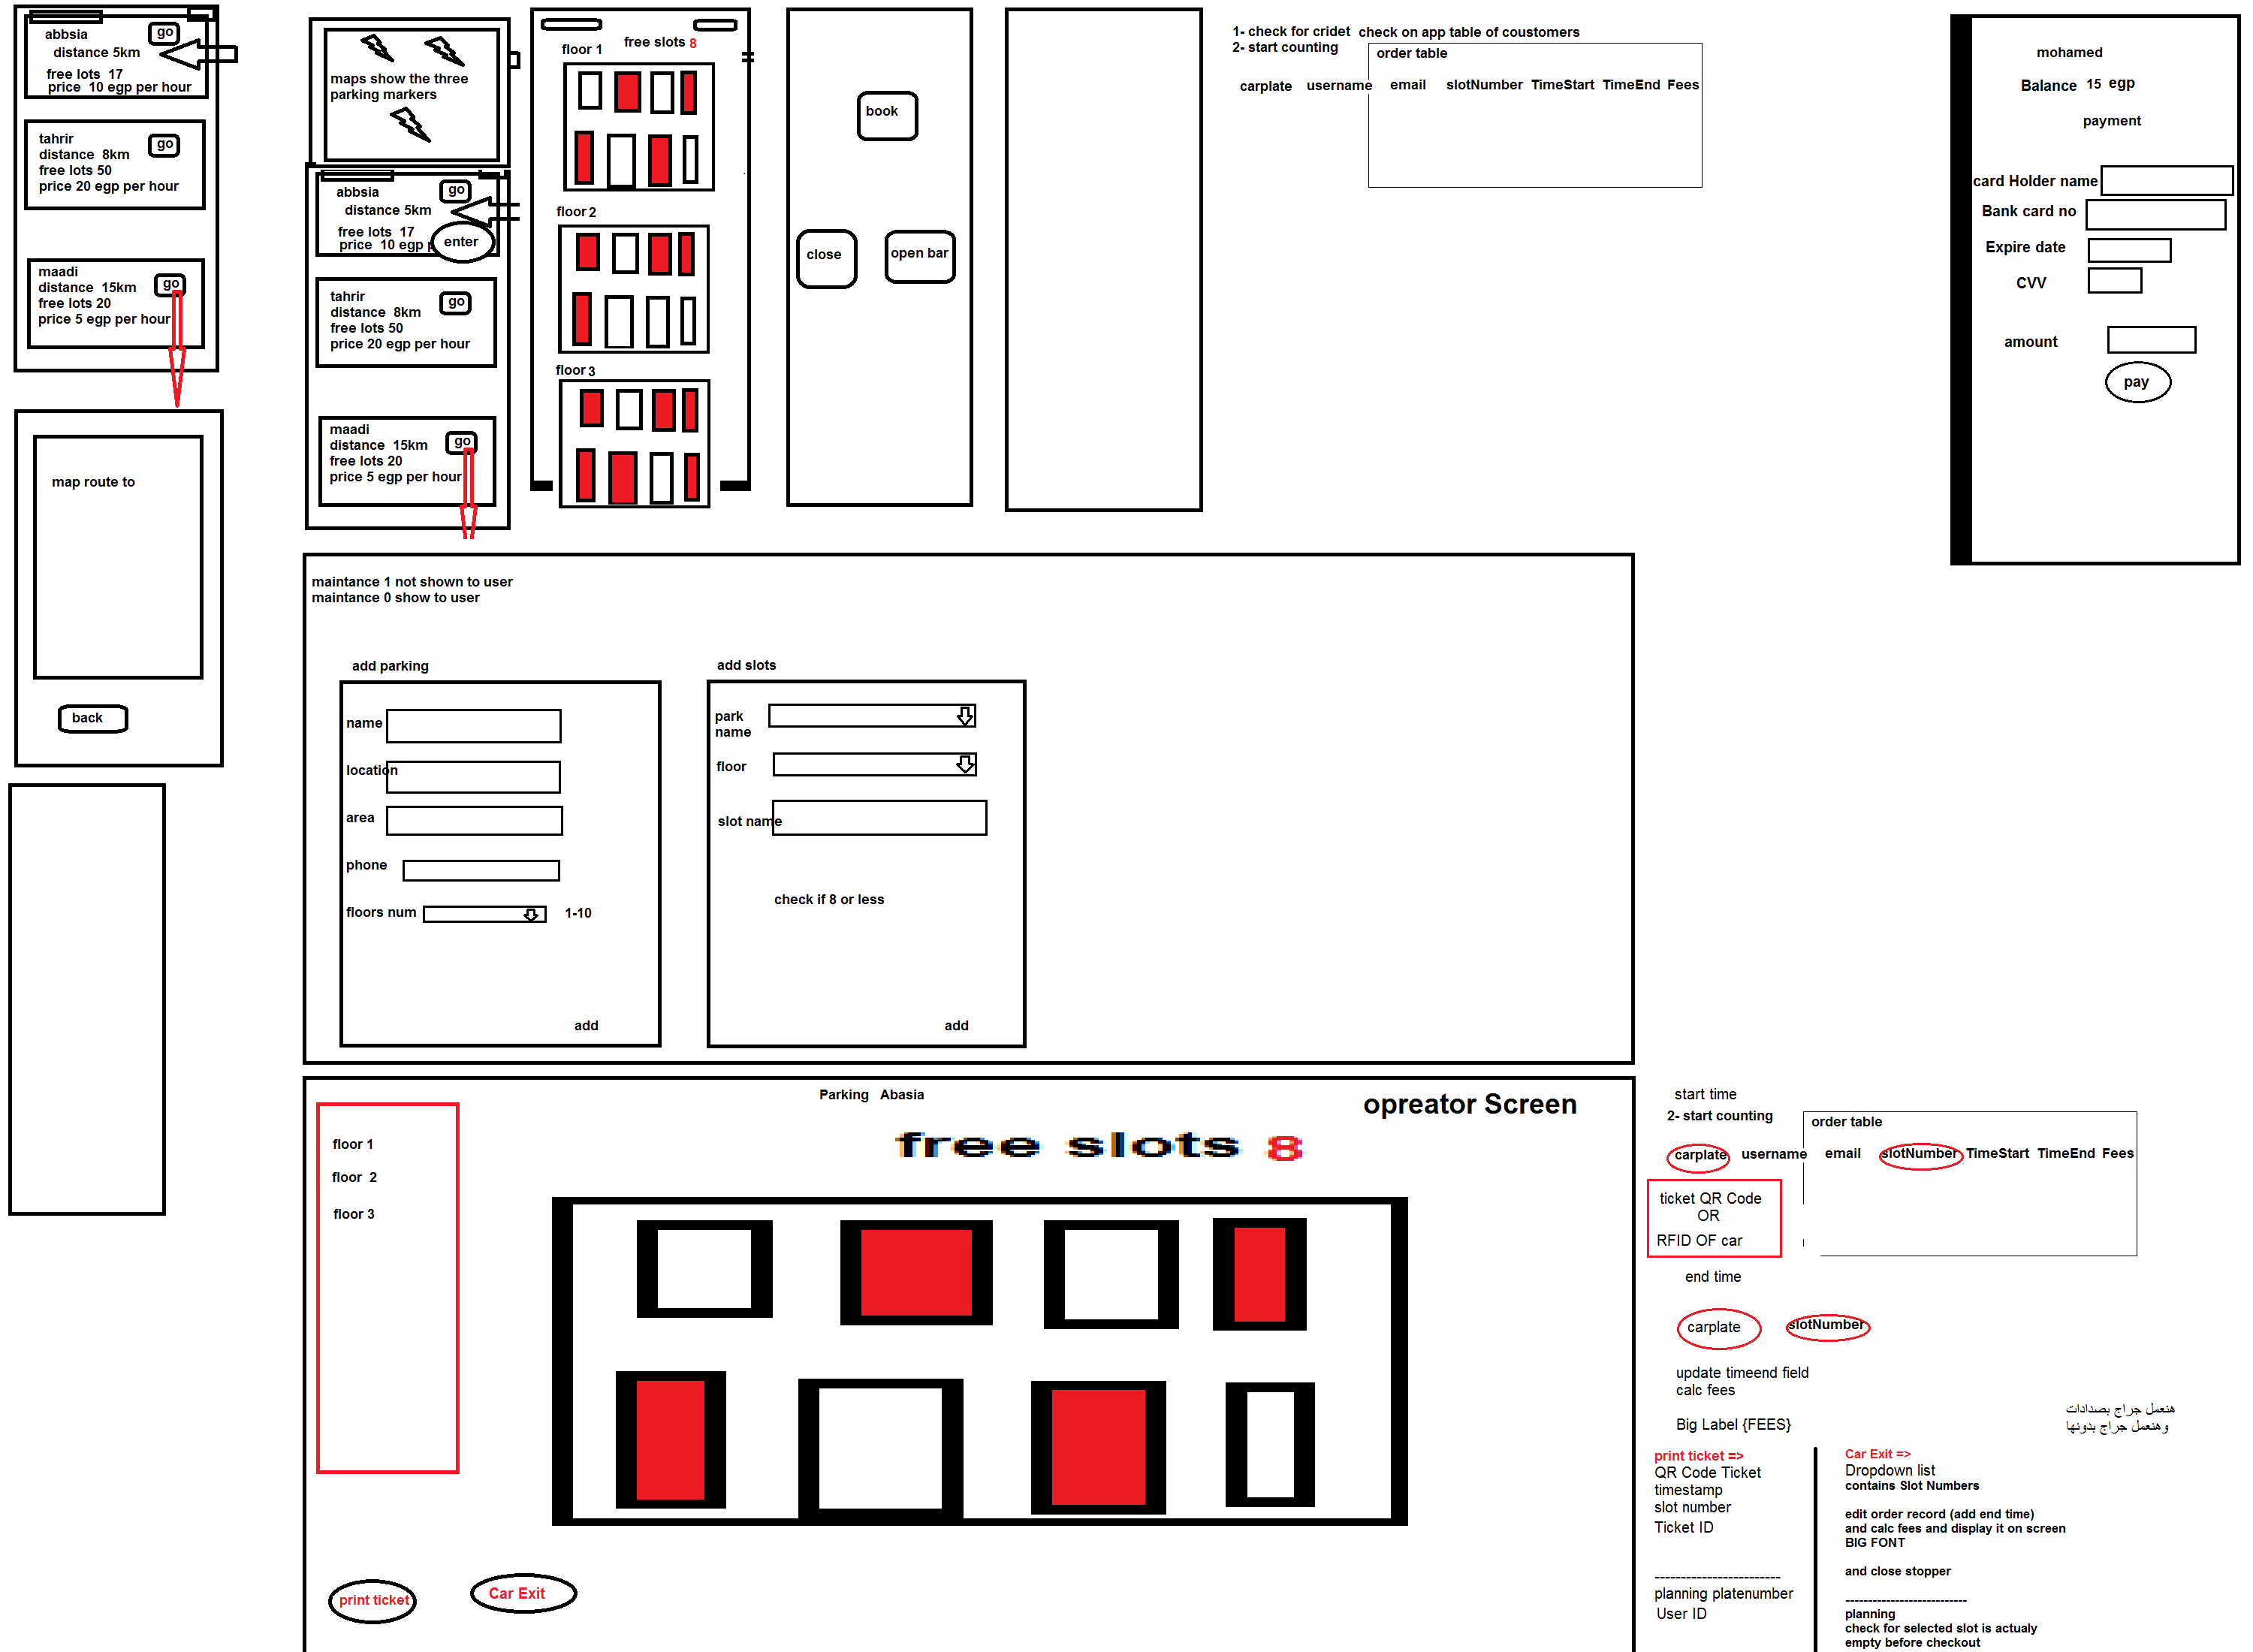 abbsia
go
distance 5km
free lots 17
price 10 egp per hour
tahrir
go
distance 8km
free lots 50
price 20 egp per hour
maadi
go
distance 15km
free lots 20
price 5 egp per hour
map route to
back
maps show the three
parking markers
abbsia
go
distance 5km
free lots 17
price 10 egp
enter
tahrir
go
distance 8km
free lots 50
price 20 egp per hour
maadi
go
distance 15km
free lots 20
price 5 egp per hour
floor 1
free slots 8
floor 2
floor 3
book
close
open bar
1- check for cridet check on app table of coustomers
2- start counting
order table
carplate username email slotNumber TimeStart TimeEnd Fees
mohamed
Balance 15 egp
payment
card Holder name
Bank card no
Expire date
CVV
amount
pay
maintance 1 not shown to user
maintance 0 show to user
add parking
name
location
area
phone
floors num
1-10
add
add slots
park
name
floor
slot name
check if 8 or less
add
Parking Abasia
opreator Screen
free slots 8
floor 1
floor 2
floor 3
print ticket
Car Exit
start time
2- start counting
order table
carplate username email slotNumber TimeStart TimeEnd Fees
ticket QR Code
OR
RFID OF car
end time
carplate
slotNumber
update timeend field
calc fees
Big Label {FEES}
هنعمل جراج بصدادات
وهنعمل جراج بدونها
print ticket =>
QR Code Ticket
timestamp
slot number
Ticket ID
------------------------
planning platenumber
User ID
Car Exit =>
Dropdown list
contains Slot Numbers
edit order record (add end time)
and calc fees and display it on screen
BIG FONT
and close stopper
---------------------------
planning
check for selected slot is actualy
empty before checkout